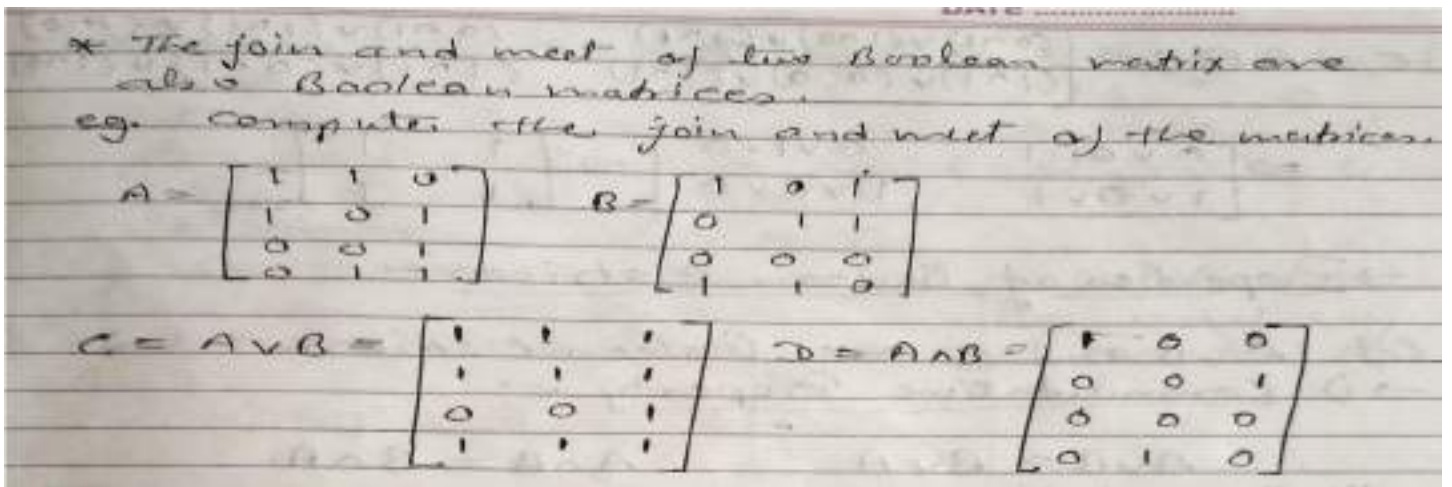 DATE
* The join and meet of two Boolean matrix are
also Boolean matrices.
eg. Compute the join and meet of the matrices.
A = [ 1 1 0 B = [ 1 0 1
1 0 1 0 1 1
0 0 1 0 0 0
0 1 1 ] 1 1 0 ]
C = A ∨ B = [ 1 1 1 D = A ∧ B = [ 1 0 0
1 1 1 0 0 1
0 0 1 0 0 0
1 1 1 ] 0 1 0 ]